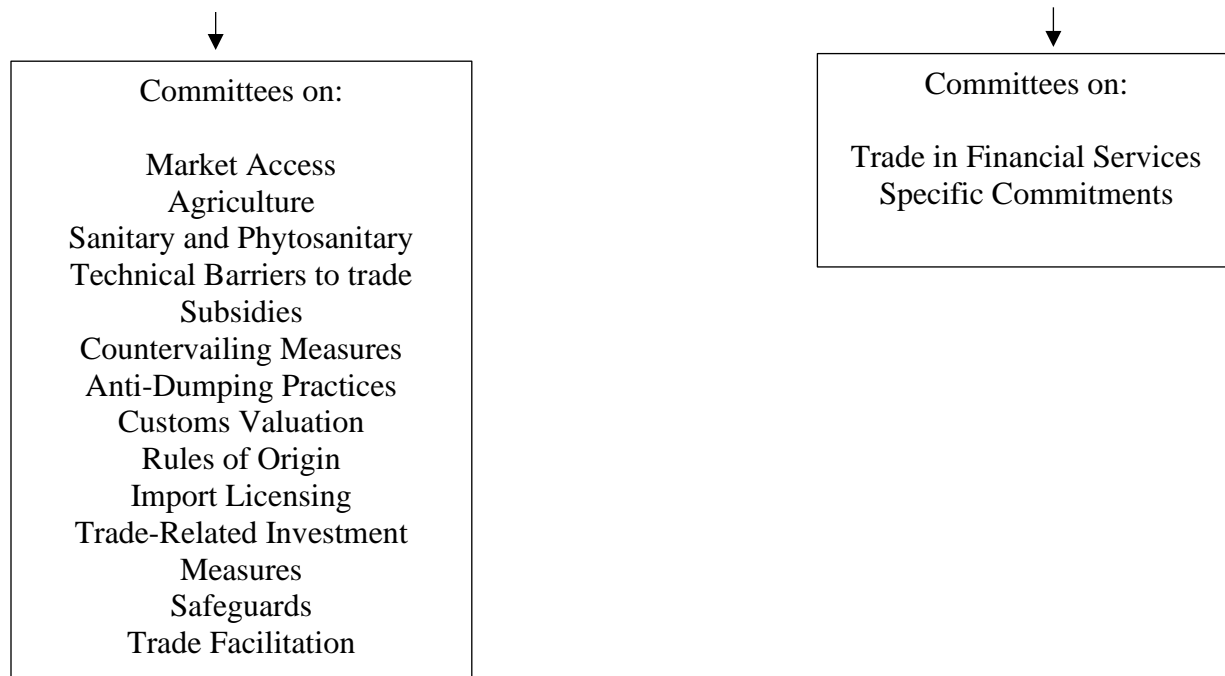 Committees on:
Market Access
Agriculture
Sanitary and Phytosanitary
Technical Barriers to trade
Subsidies
Countervailing Measures
Anti-Dumping Practices
Customs Valuation
Rules of Origin
Import Licensing
Trade-Related Investment
Measures
Safeguards
Trade Facilitation
Committees on:
Trade in Financial Services
Specific Commitments